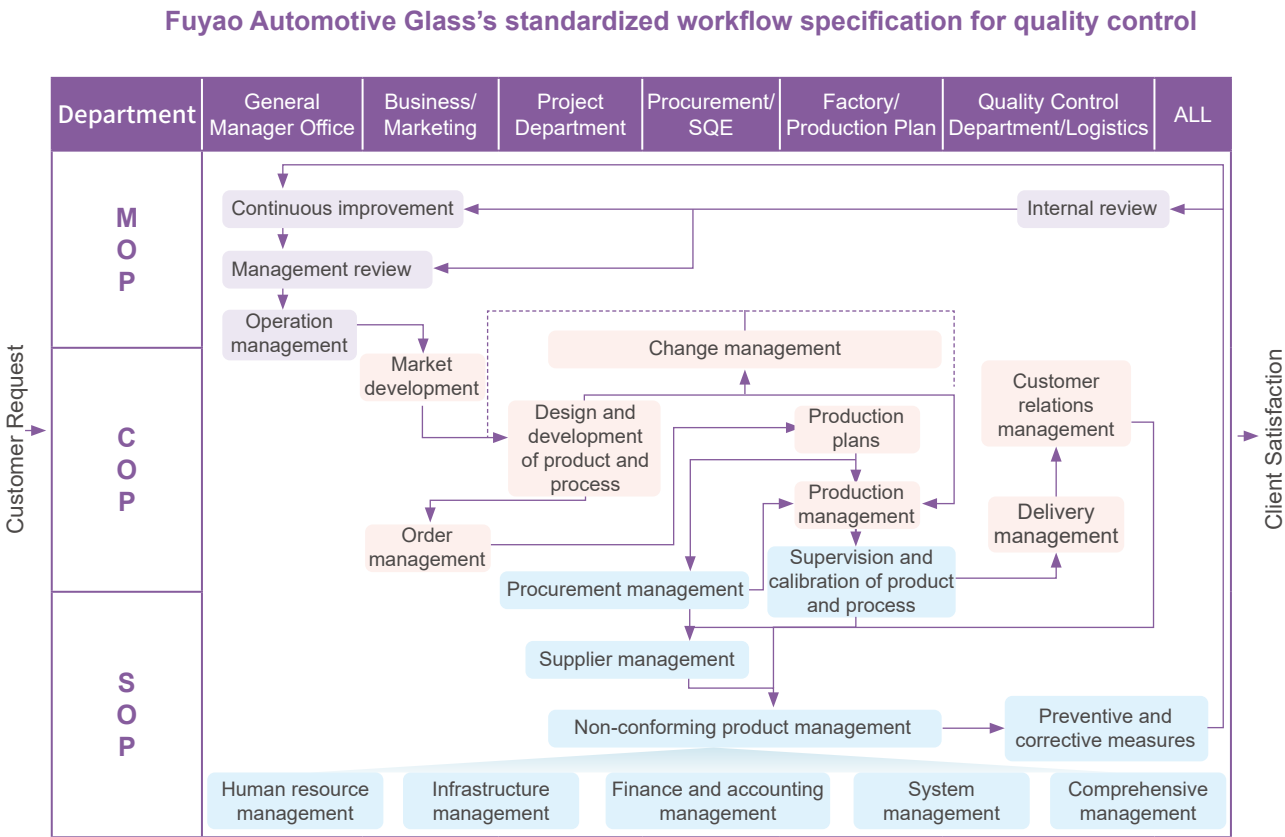 Fuyao Automotive Glass's standardized workflow specification for quality control
Department
General
Manager Office
Business/
Marketing
Project
Department
Procurement/
SQE
Factory/
Production Plan
Quality Control
Department/Logistics
ALL
M
O
P
Continuous improvement
Internal review
Management review
Operation
management
Customer Request
C
O
P
Market
development
Change management
Design and
development
of product and
process
Production
plans
Customer
relations
management
Order
management
Production
management
Delivery
management
Procurement management
Supervision and
calibration of product
and process
Client Satisfaction
S
O
P
Supplier management
Non-conforming product management
Preventive and
corrective measures
Human resource
management
Infrastructure
management
Finance and accounting
management
System
management
Comprehensive
management